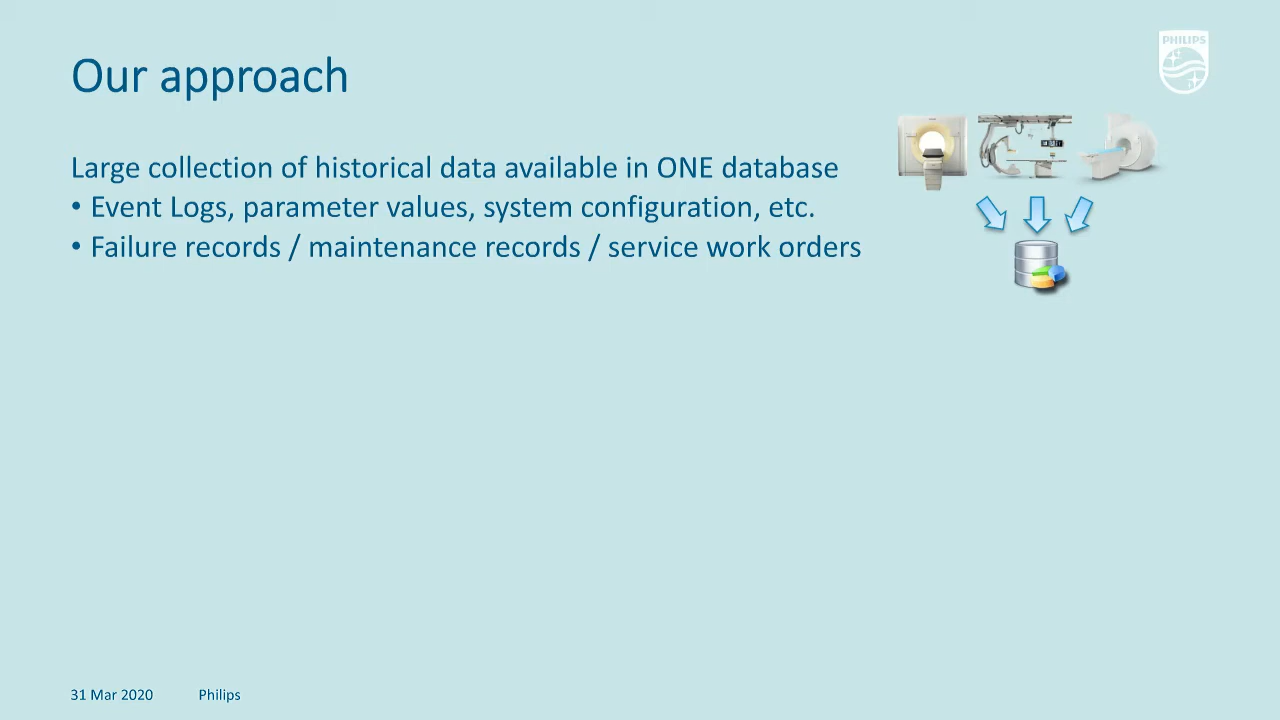 PHILIPS
Our approach
Large collection of historical data available in ONE database
• Event Logs, parameter values, system configuration, etc.
• Failure records / maintenance records / service work orders
31 Mar 2020 Philips